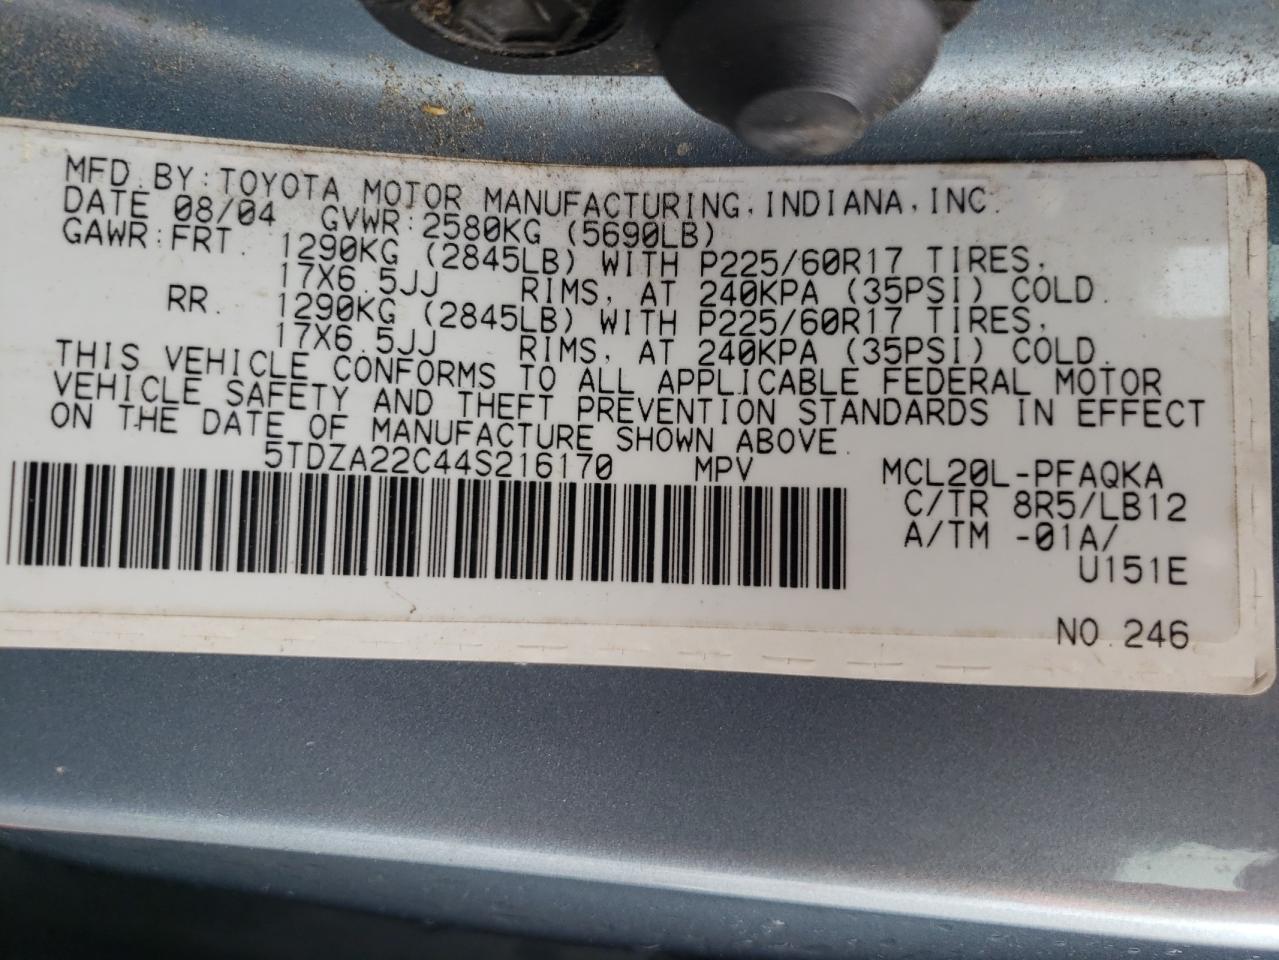 MFD.BY:TOYOTA MOTOR MANUFACTURING,INDIANA,INC.
DATE 08/04 GVWR:2580KG (5690LB)
GAWR:FRT. 1290KG (2845LB) WITH P225/60R17 TIRES,
17X6.5JJ RIMS, AT 240KPA (35PSI) COLD.
RR. 1290KG (2845LB) WITH P225/60R17 TIRES,
17X6.5JJ RIMS, AT 240KPA (35PSI) COLD.
THIS VEHICLE CONFORMS TO ALL APPLICABLE FEDERAL MOTOR
VEHICLE SAFETY AND THEFT PREVENTION STANDARDS IN EFFECT
ON THE DATE OF MANUFACTURE SHOWN ABOVE.
5TDZA22C44S216170 MPV MCL20L-PFAQKA
C/TR 8R5/LB12
A/TM -01A/
U151E
NO.246